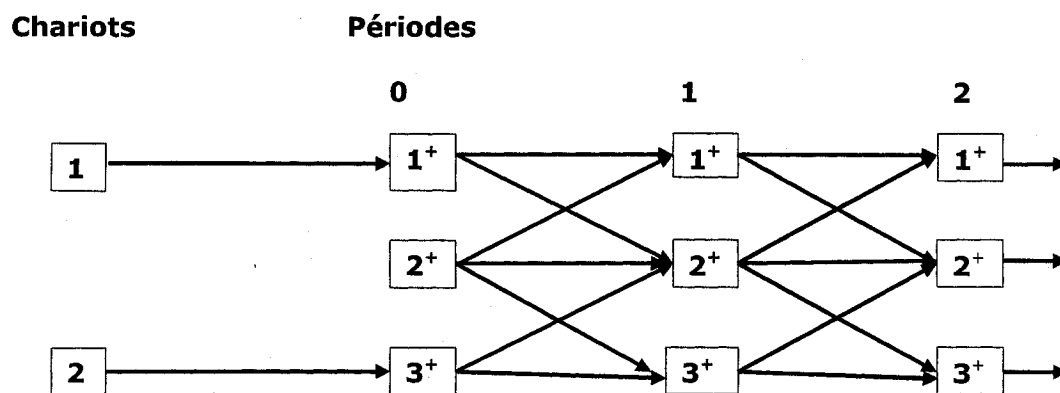 Chariots Périodes
0 1 2
1 1⁺ 1⁺ 1⁺
2⁺ 2⁺ 2⁺
2 3⁺ 3⁺ 3⁺